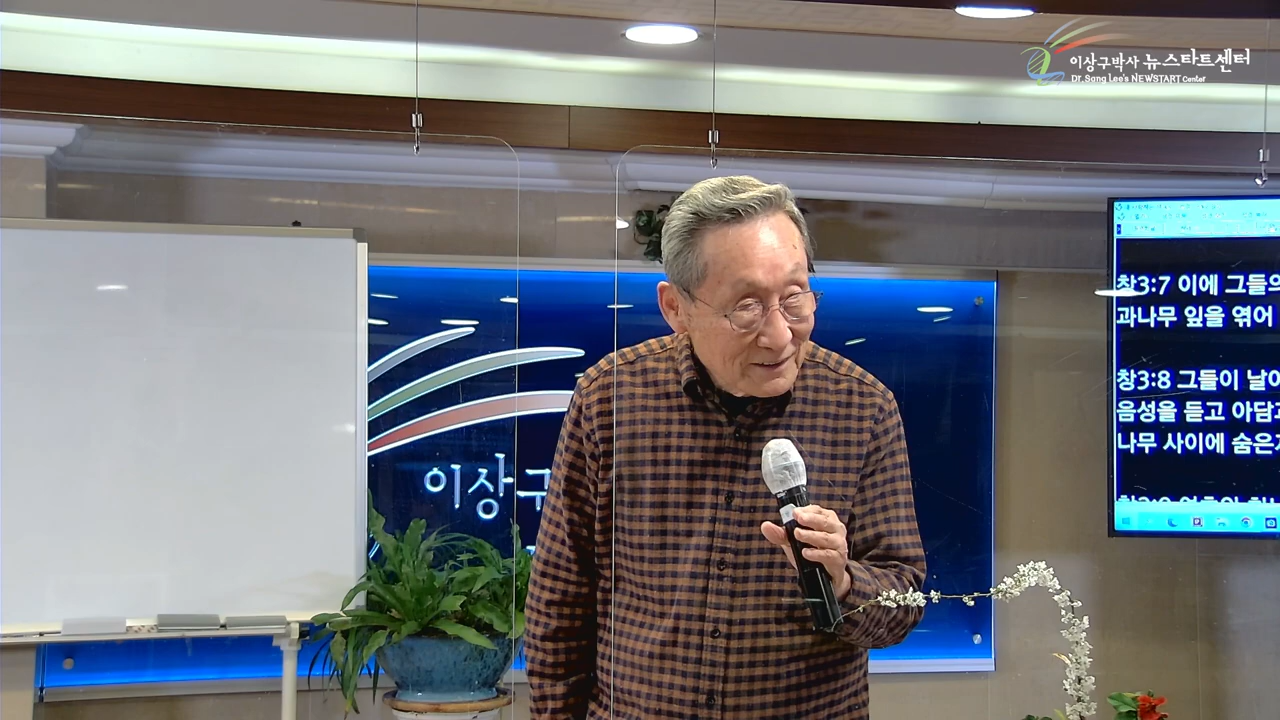 이상구박사 뉴스타트센터
Dr. Sang Lee's NEWSTART Center
창3:7 이에 그들의
과나무 잎을 엮어
창3:8 그들이 날이
음성을 듣고 아담과
나무 사이에 숨은지
이상구